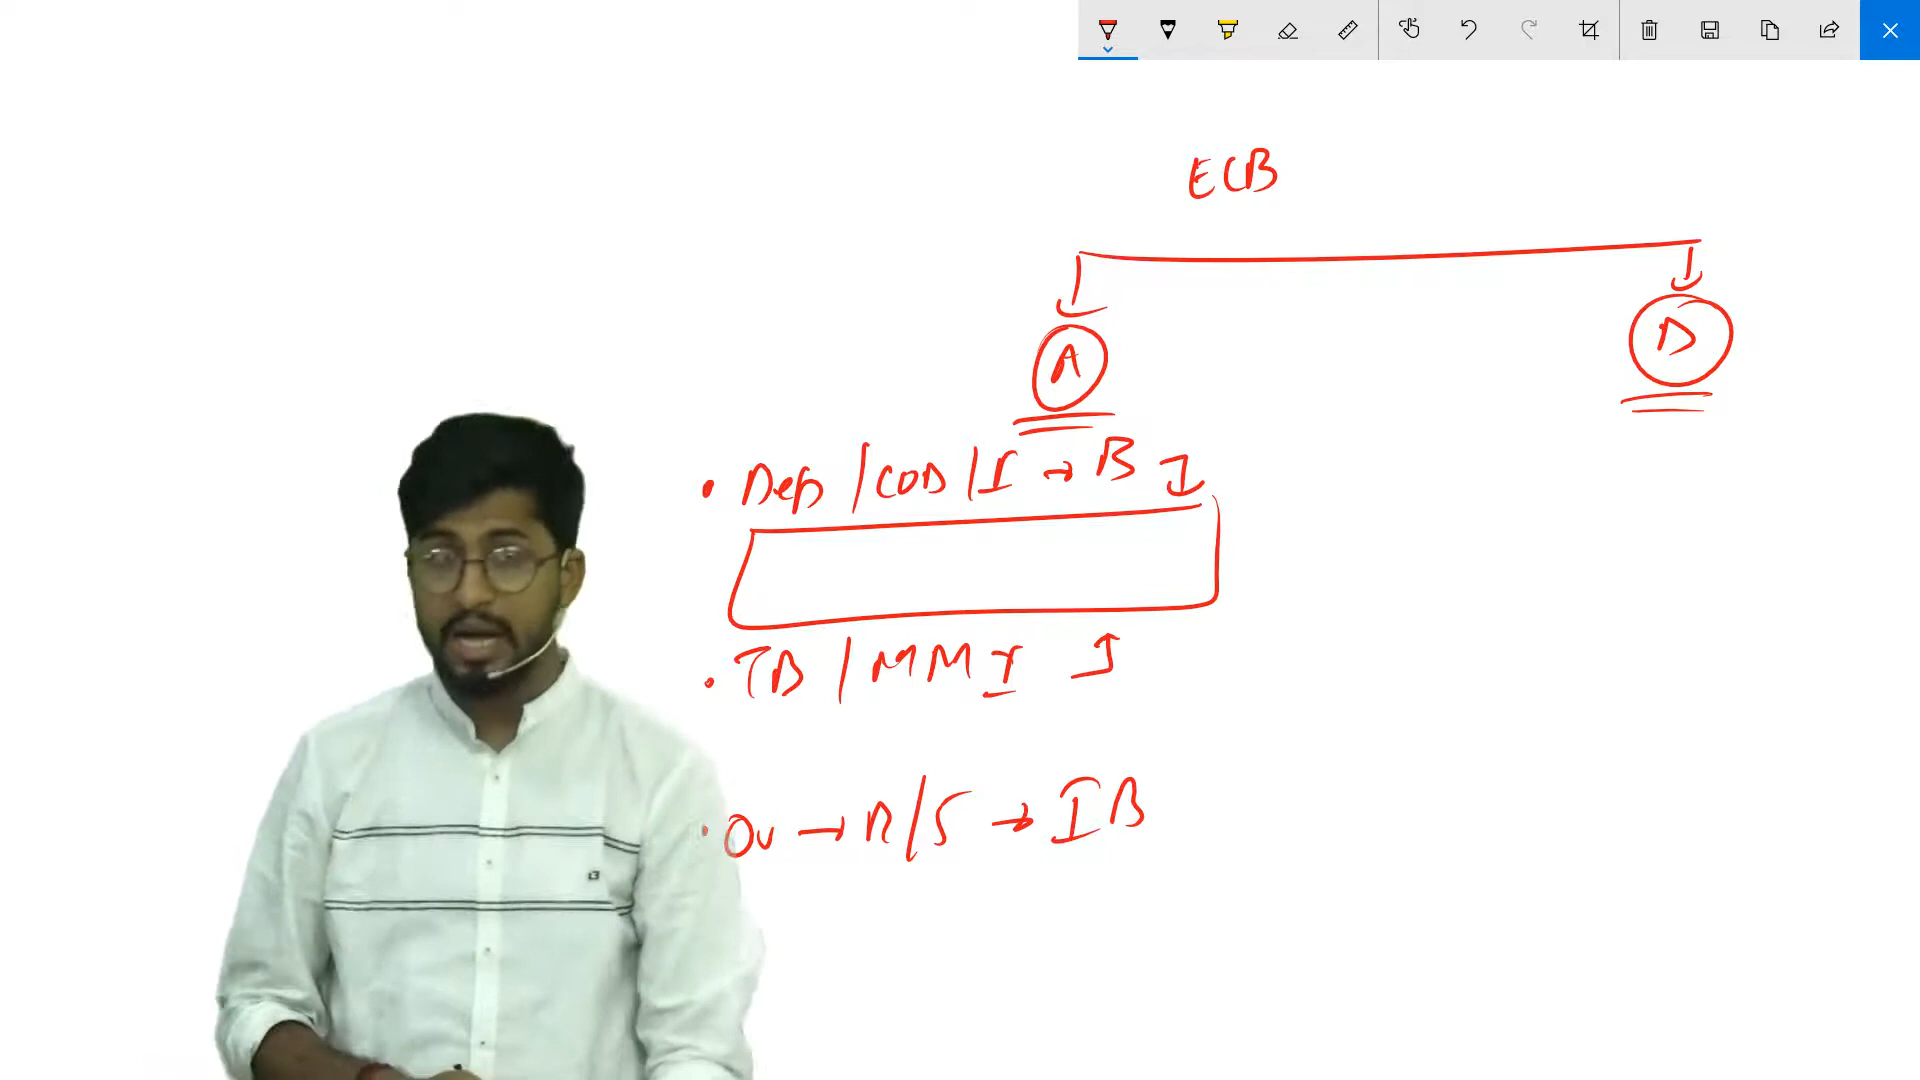 ECB
A
D
• Dep / COD / I → B I
• TB / MMI
• Ov → R/S → IB